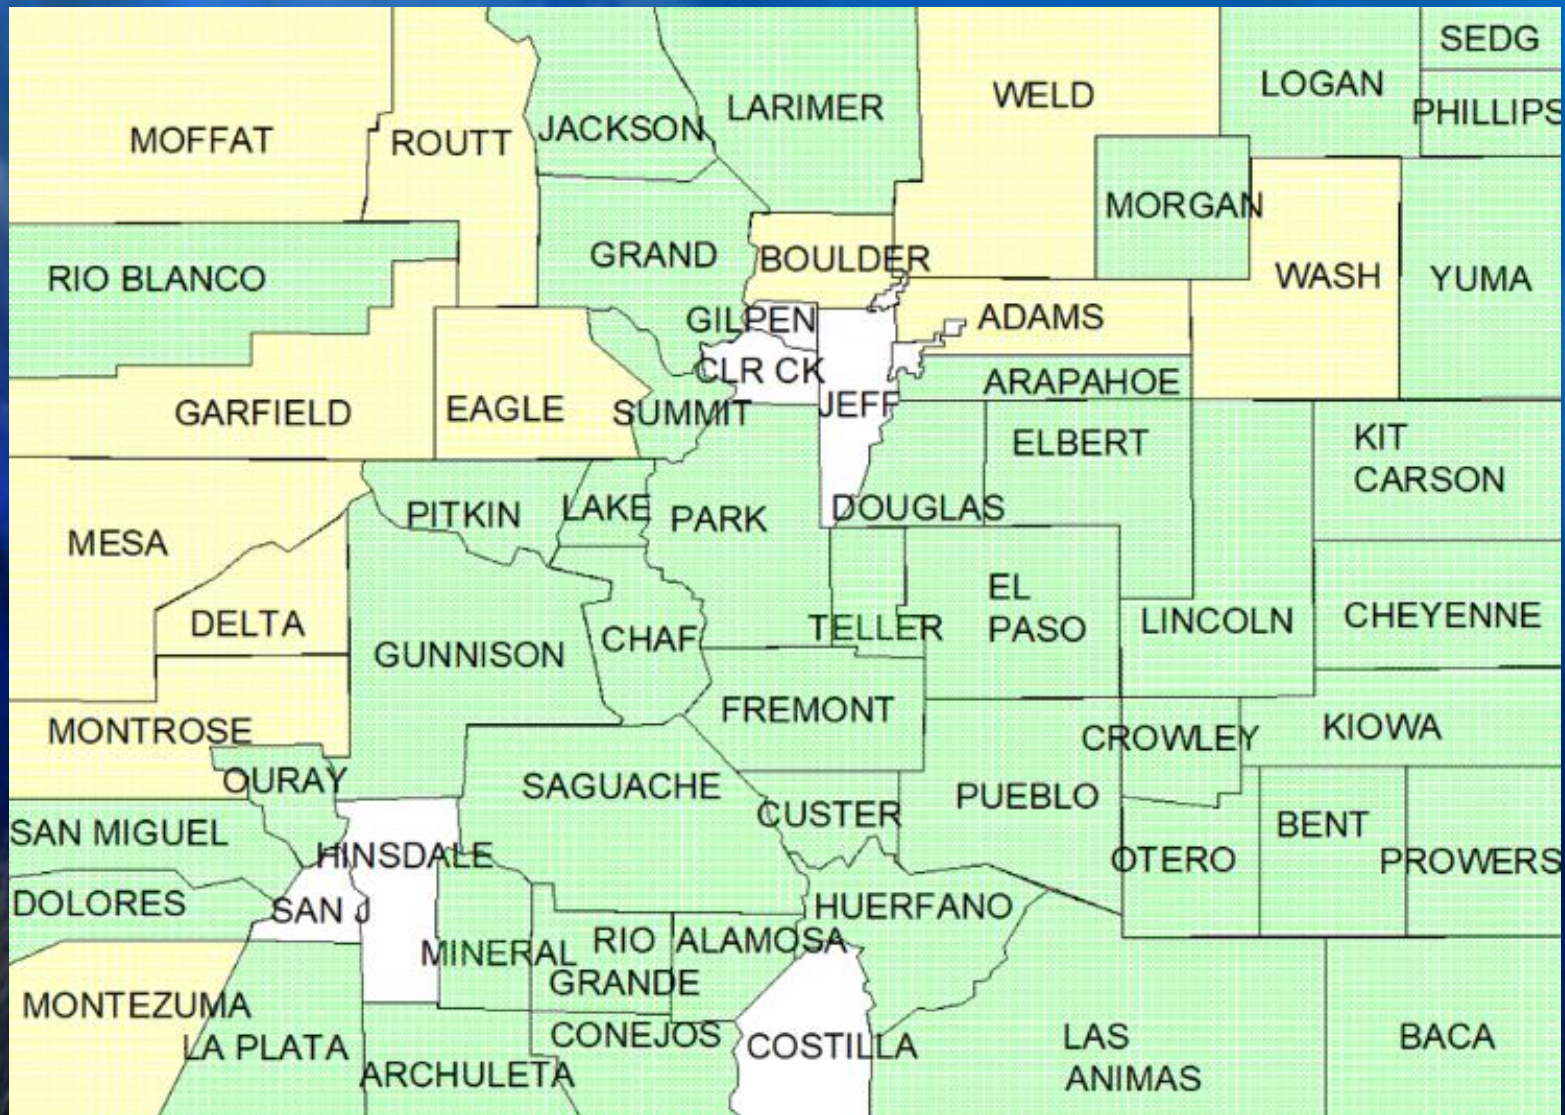 SEDG
LOGAN
WELD
LARIMER
PHILLIPS
JACKSON
MOFFAT
ROUTT
MORGAN
GRAND
BOULDER
RIO BLANCO
WASH
YUMA
GILPEN
ADAMS
CLR CK
ARAPAHOE
JEFF
GARFIELD
EAGLE
SUMMIT
ELBERT
KIT
CARSON
PITKIN
LAKE
PARK
DOUGLAS
MESA
EL
PASO
DELTA
TELLER
LINCOLN
CHEYENNE
GUNNISON
CHAF
FREMONT
MONTROSE
CROWLEY
KIOWA
OURAY
SAGUACHE
PUEBLO
CUSTER
BENT
SAN MIGUEL
HINSDALE
OTERO
PROWERS
DOLORES
SAN J
HUERFANO
MINERAL
RIO
GRANDE
ALAMOSA
MONTEZUMA
LA PLATA
CONEJOS
COSTILLA
LAS
ANIMAS
BACA
ARCHULETA